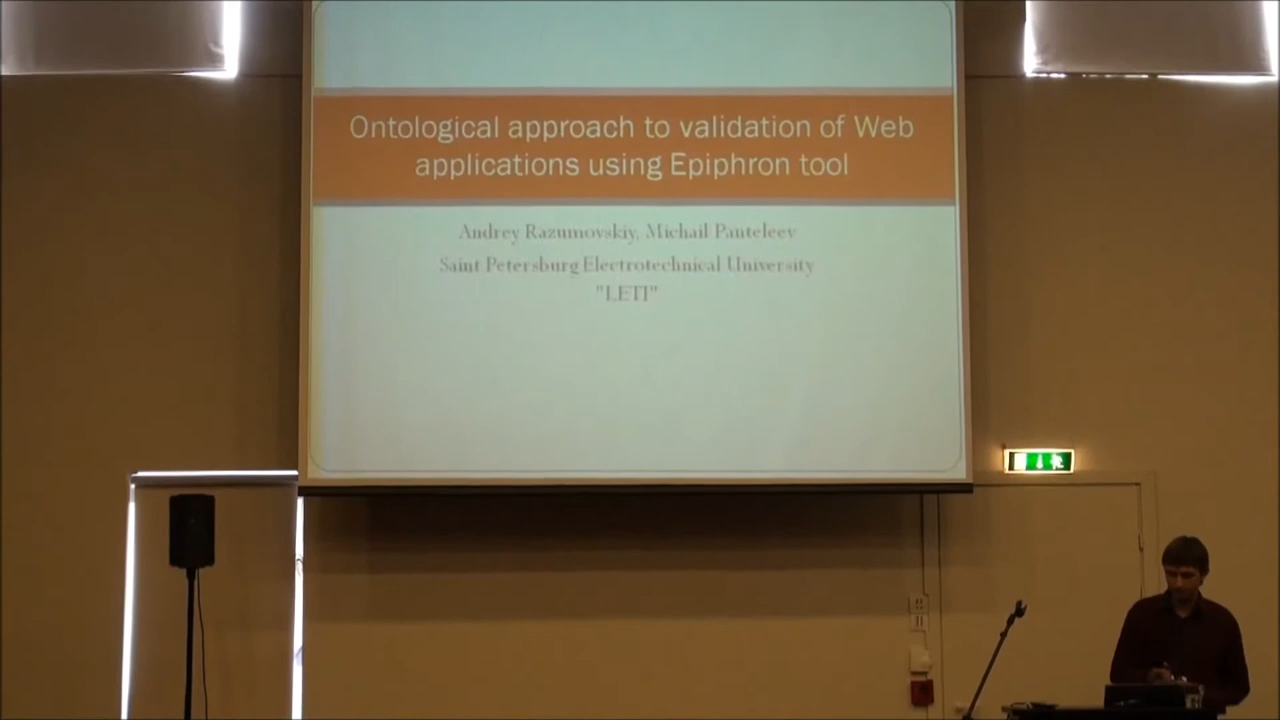 Ontological approach to validation of Web
applications using Epiphron tool
Andrey Razumovskiy, Michail Panteleev
Saint Petersburg Electrotechnical University
"LETI"